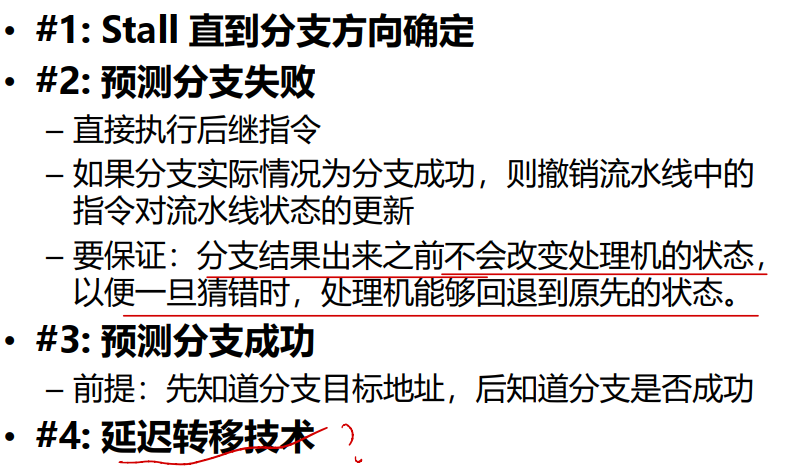 • #1: Stall 直到分支方向确定
• #2: 预测分支失败
– 直接执行后继指令
– 如果分支实际情况为分支成功，则撤销流水线中的
指令对流水线状态的更新
– 要保证：分支结果出来之前不会改变处理机的状态，
以便一旦猜错时，处理机能够回退到原先的状态。
• #3: 预测分支成功
– 前提：先知道分支目标地址，后知道分支是否成功
• #4: 延迟转移技术 ?